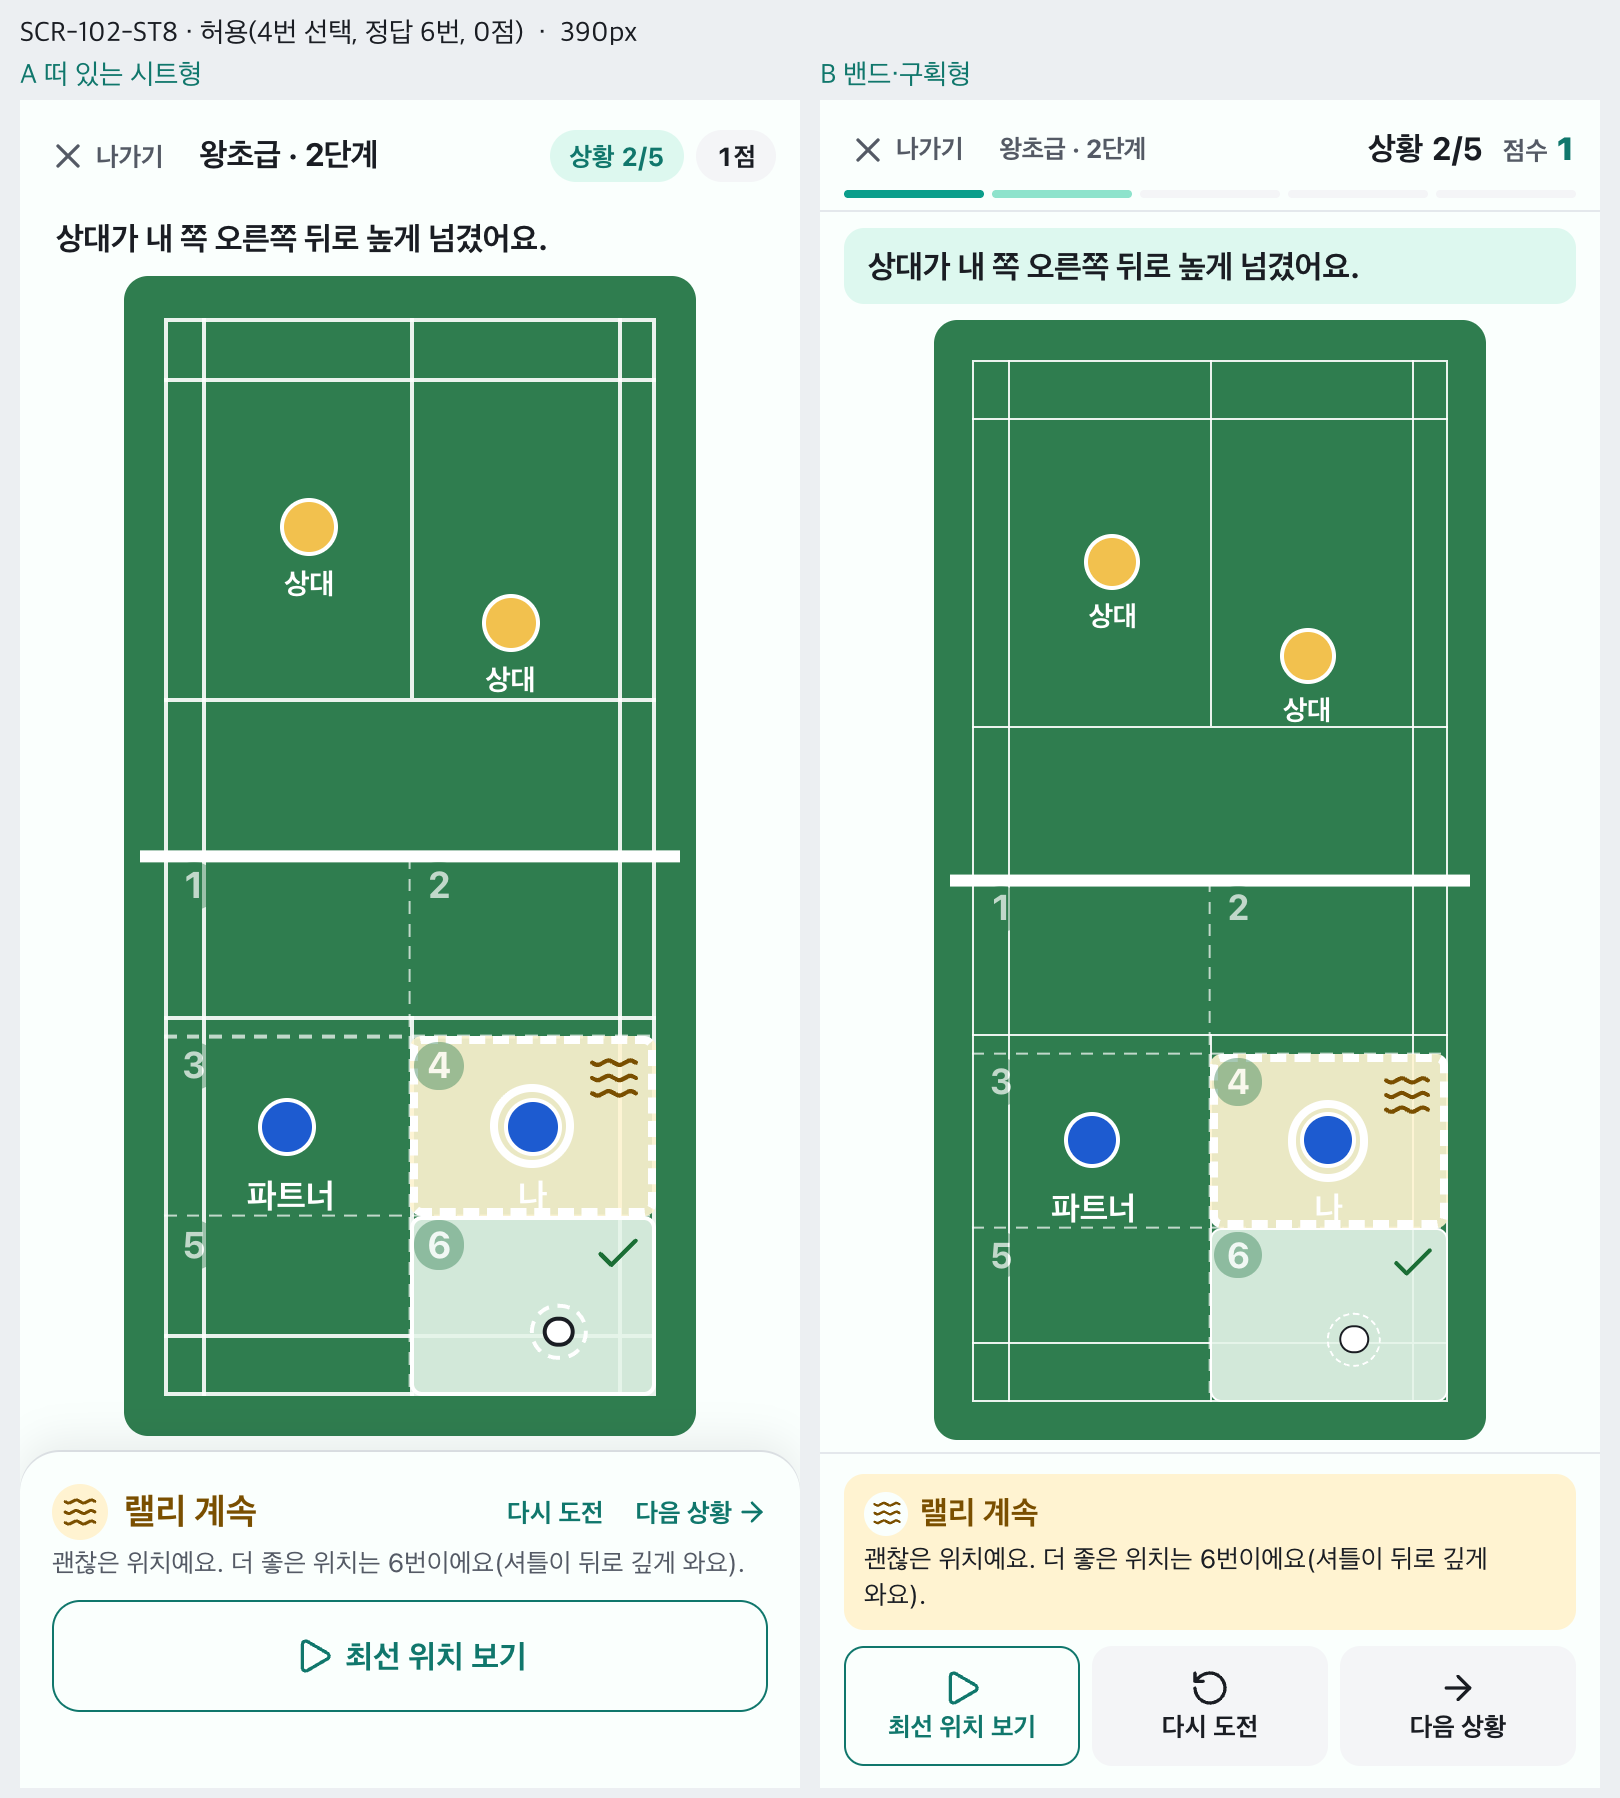 SCR-102-ST8 · 허용(4번 선택, 정답 6번, 0점) · 390px
A 떠 있는 시트형
나가기 왕초급 · 2단계 상황 2/5 1점
상대가 내 쪽 오른쪽 뒤로 높게 넘겼어요.
상대
상대
1 2
3 4
파트너 나
5 6
랠리 계속 다시 도전 다음 상황
괜찮은 위치예요. 더 좋은 위치는 6번이에요(셔틀이 뒤로 깊게 와요).
최선 위치 보기
B 밴드·구획형
나가기 왕초급 · 2단계 상황 2/5 점수 1
상대가 내 쪽 오른쪽 뒤로 높게 넘겼어요.
상대
상대
1 2
3 4
파트너 나
5 6
랠리 계속
괜찮은 위치예요. 더 좋은 위치는 6번이에요(셔틀이 뒤로 깊게
와요).
최선 위치 보기 다시 도전 다음 상황